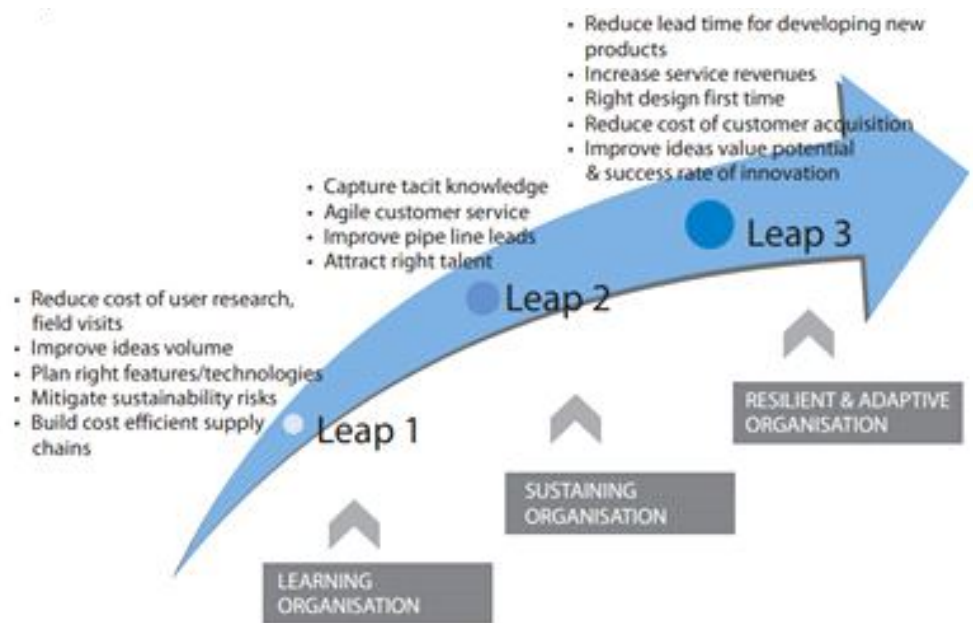 • Reduce lead time for developing new
products
• Increase service revenues
• Right design first time
• Reduce cost of customer acquisition
• Improve ideas value potential
& success rate of innovation
Leap 3
• Capture tacit knowledge
• Agile customer service
• Improve pipe line leads
• Attract right talent
Leap 2
• Reduce cost of user research,
field visits
• Improve ideas volume
• Plan right features/technologies
• Mitigate sustainability risks
• Build cost efficient supply
chains
Leap 1
RESILIENT & ADAPTIVE
ORGANISATION
SUSTAINING
ORGANISATION
LEARNING
ORGANISATION